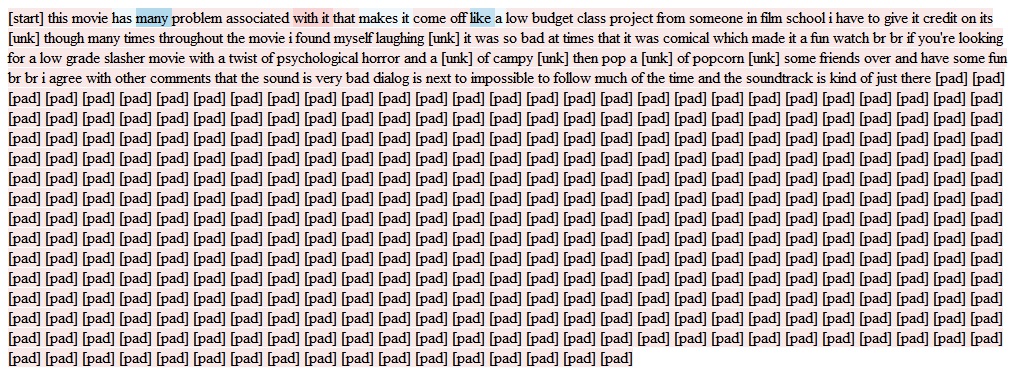 [start] this movie has many problem associated with it that makes it come off like a low budget class project from someone in film school i have to give it credit on its
[unk] though many times throughout the movie i found myself laughing [unk] it was so bad at times that it was comical which made it a fun watch br br if you're looking
for a low grade slasher movie with a twist of psychological horror and a [unk] of campy [unk] then pop a [unk] of popcorn [unk] some friends over and have some fun
br br i agree with other comments that the sound is very bad dialog is next to impossible to follow much of the time and the soundtrack is kind of just there [pad] [pad]
[pad] [pad] [pad] [pad] [pad] [pad] [pad] [pad] [pad] [pad] [pad] [pad] [pad] [pad] [pad] [pad] [pad] [pad] [pad] [pad] [pad] [pad] [pad] [pad] [pad] [pad] [pad]
[pad] [pad] [pad] [pad] [pad] [pad] [pad] [pad] [pad] [pad] [pad] [pad] [pad] [pad] [pad] [pad] [pad] [pad] [pad] [pad] [pad] [pad] [pad] [pad] [pad] [pad] [pad]
[pad] [pad] [pad] [pad] [pad] [pad] [pad] [pad] [pad] [pad] [pad] [pad] [pad] [pad] [pad] [pad] [pad] [pad] [pad] [pad] [pad] [pad] [pad] [pad] [pad] [pad] [pad]
[pad] [pad] [pad] [pad] [pad] [pad] [pad] [pad] [pad] [pad] [pad] [pad] [pad] [pad] [pad] [pad] [pad] [pad] [pad] [pad] [pad] [pad] [pad] [pad] [pad] [pad] [pad]
[pad] [pad] [pad] [pad] [pad] [pad] [pad] [pad] [pad] [pad] [pad] [pad] [pad] [pad] [pad] [pad] [pad] [pad] [pad] [pad] [pad] [pad] [pad] [pad] [pad] [pad] [pad]
[pad] [pad] [pad] [pad] [pad] [pad] [pad] [pad] [pad] [pad] [pad] [pad] [pad] [pad] [pad] [pad] [pad] [pad] [pad] [pad] [pad] [pad] [pad] [pad] [pad] [pad] [pad]
[pad] [pad] [pad] [pad] [pad] [pad] [pad] [pad] [pad] [pad] [pad] [pad] [pad] [pad] [pad] [pad] [pad] [pad] [pad] [pad] [pad] [pad] [pad] [pad] [pad] [pad] [pad]
[pad] [pad] [pad] [pad] [pad] [pad] [pad] [pad] [pad] [pad] [pad] [pad] [pad] [pad] [pad] [pad] [pad] [pad] [pad] [pad] [pad] [pad] [pad] [pad] [pad] [pad] [pad]
[pad] [pad] [pad] [pad] [pad] [pad] [pad] [pad] [pad] [pad] [pad] [pad] [pad] [pad] [pad] [pad] [pad] [pad] [pad] [pad] [pad] [pad] [pad] [pad] [pad] [pad] [pad]
[pad] [pad] [pad] [pad] [pad] [pad] [pad] [pad] [pad] [pad] [pad] [pad] [pad] [pad] [pad] [pad] [pad] [pad] [pad] [pad] [pad] [pad] [pad] [pad] [pad] [pad] [pad]
[pad] [pad] [pad] [pad] [pad] [pad] [pad] [pad] [pad] [pad] [pad] [pad] [pad] [pad] [pad] [pad] [pad] [pad] [pad] [pad] [pad] [pad] [pad] [pad] [pad] [pad] [pad]
[pad] [pad] [pad] [pad] [pad] [pad] [pad] [pad] [pad] [pad] [pad] [pad] [pad] [pad] [pad] [pad] [pad] [pad] [pad] [pad] [pad] [pad] [pad] [pad] [pad] [pad] [pad]
[pad] [pad] [pad] [pad] [pad] [pad] [pad] [pad] [pad] [pad] [pad] [pad] [pad] [pad] [pad] [pad] [pad] [pad] [pad] [pad] [pad] [pad] [pad] [pad] [pad] [pad] [pad]
[pad] [pad] [pad] [pad] [pad] [pad] [pad] [pad] [pad] [pad] [pad] [pad] [pad] [pad] [pad] [pad] [pad]